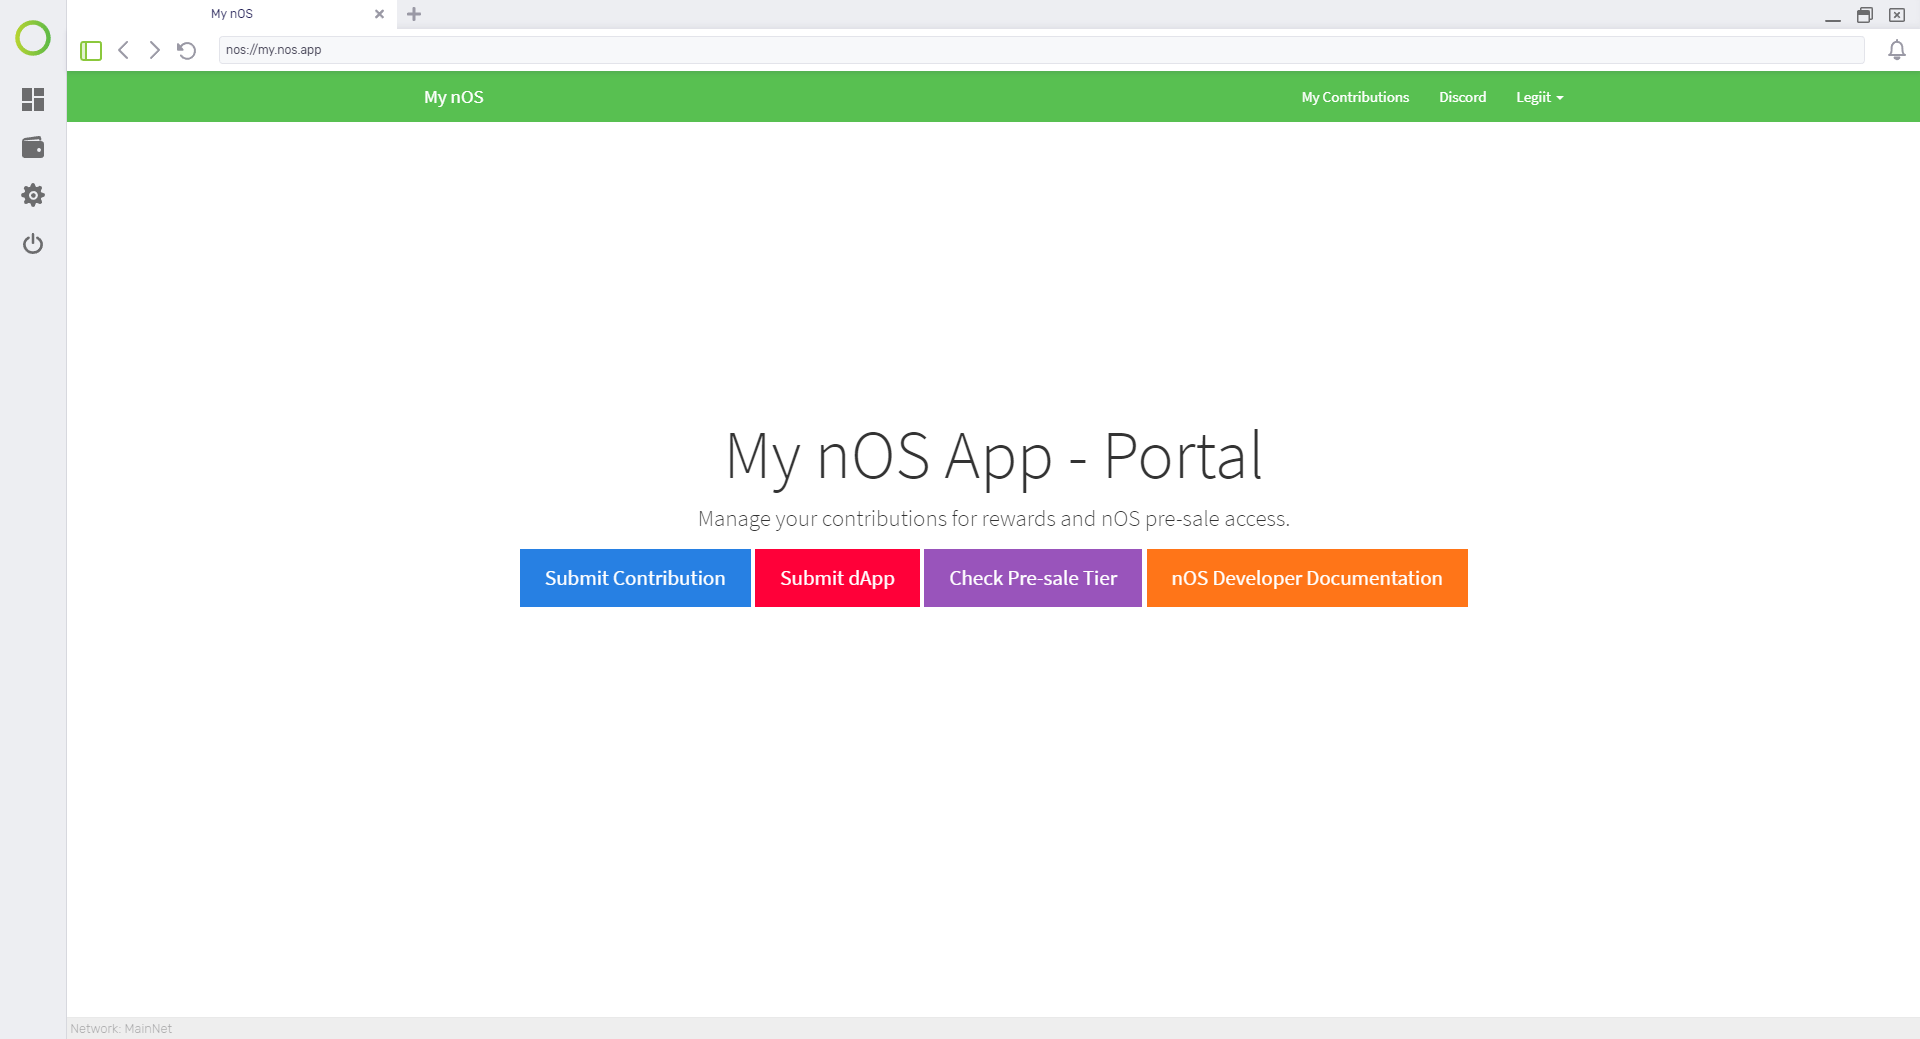 My nOS
nos://my.nos.app
My nOS My Contributions Discord Legiit
My nOS App - Portal
Manage your contributions for rewards and nOS pre-sale access.
Submit Contribution Submit dApp Check Pre-sale Tier nOS Developer Documentation
Network: MainNet